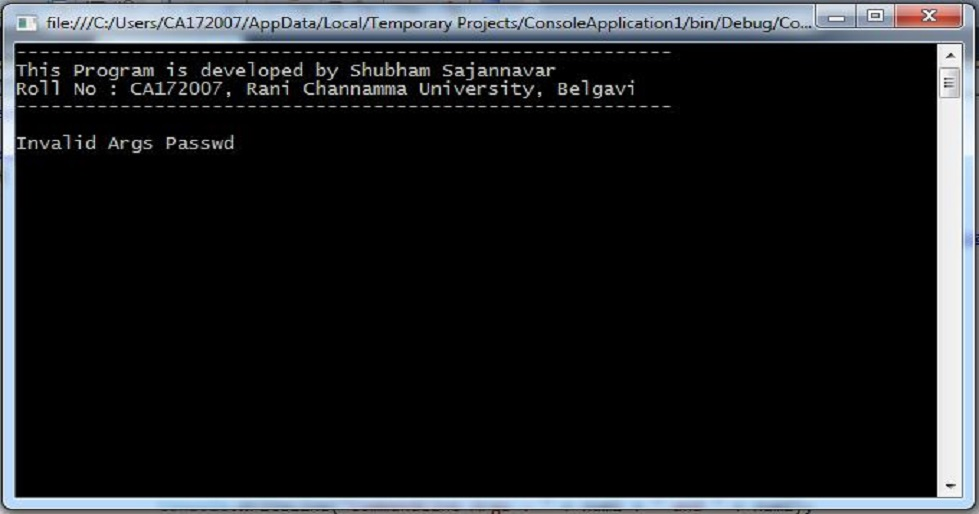 file:///C:/Users/CA172007/AppData/Local/Temporary Projects/ConsoleApplication1/bin/Debug/Co...
---------------------------------------------------------
This Program is developed by Shubham Sajannavar
Roll No : CA172007, Rani Channamma University, Belgavi
---------------------------------------------------------
Invalid Args Passwd